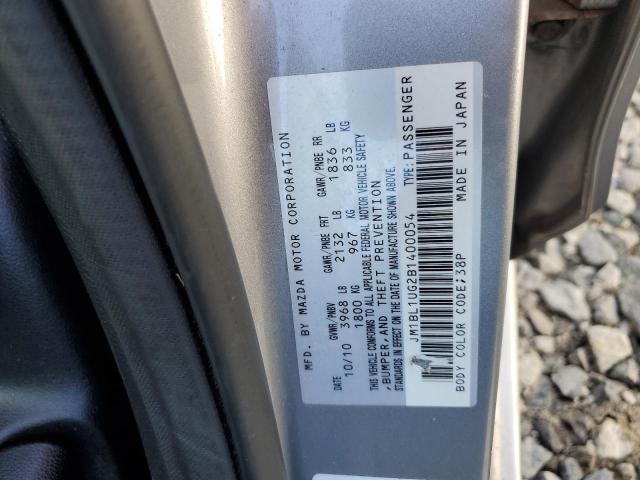 MFD. BY MAZDA MOTOR CORPORATION
DATE GVWR/PNBV GAWR/PNBE FRT GAWR/PNBE RR
10/10 3968 LB 2132 LB 1836 LB
1800 KG 967 KG 833 KG
THIS VEHICLE CONFORMS TO ALL APPLICABLE FEDERAL MOTOR VEHICLE SAFETY
,BUMPER,AND THEFT PREVENTION
STANDARDS IN EFFECT ON THE DATE OF MANUFACTURE SHOWN ABOVE.
JM1BL1UG2B1400054 TYPE: PASSENGER
BODY COLOR CODE:38P MADE IN JAPAN